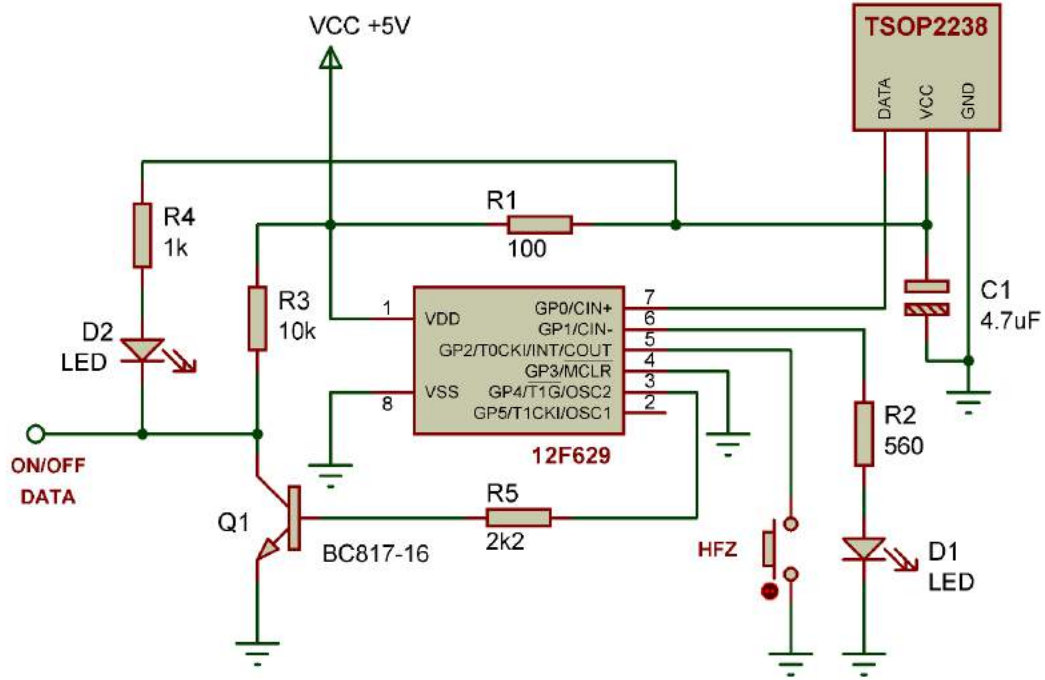 TSOP2238
VCC +5V
DATA
VCC
GND
R4
1k
R1
100
R3
10k
C1
4.7uF
D2
LED
1
VDD
VSS
8
GP0/CIN+
GP1/CIN-
GP2/T0CKI/INT/COUT
GP3/MCLR
GP4/T1G/OSC2
GP5/T1CKI/OSC1
7
6
5
4
3
2
12F629
R2
560
ON/OFF
DATA
Q1
BC817-16
R5
2k2
HFZ
D1
LED